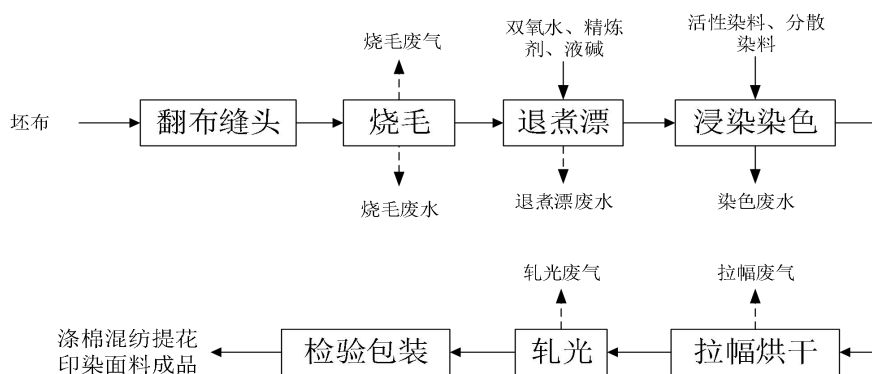 烧毛废气
双氧水、精炼
剂、液碱
活性染料、分散
染料
坯布
翻布缝头
烧毛
退煮漂
浸染染色
烧毛废水
退煮漂废水
染色废水
轧光废气
拉幅废气
涤棉混纺提花
印染面料成品
检验包装
轧光
拉幅烘干